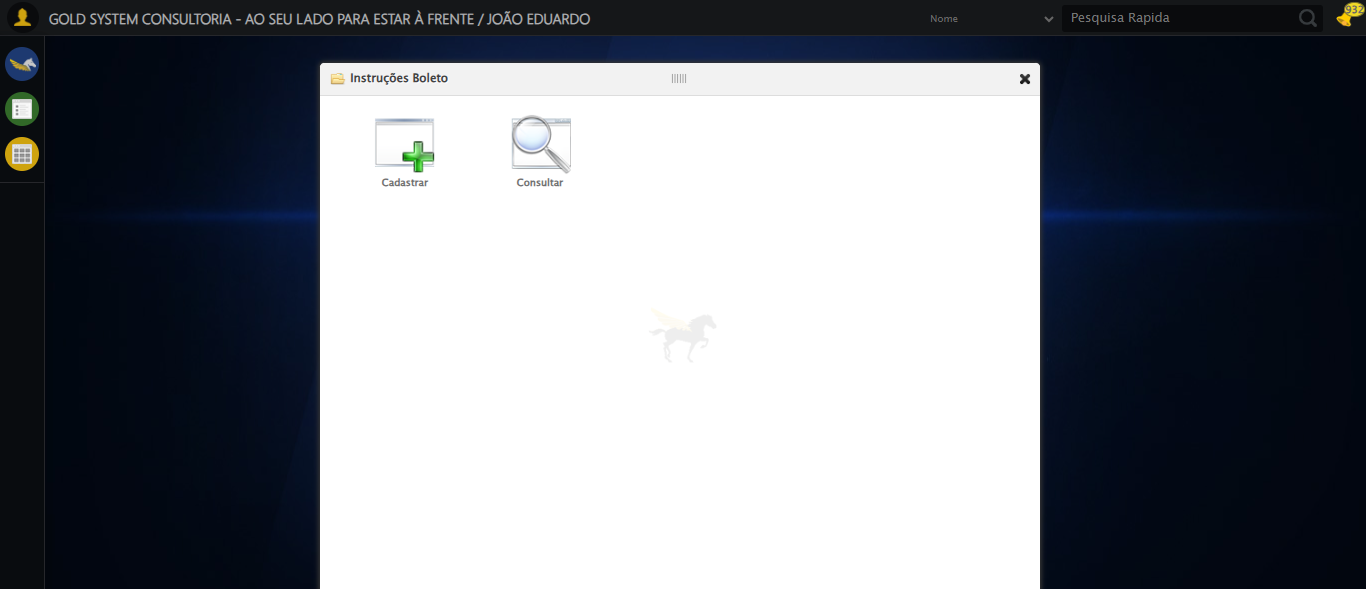 GOLD SYSTEM CONSULTORIA - AO SEU LADO PARA ESTAR À FRENTE / JOÃO EDUARDO
Nome
Pesquisa Rapida
932
Instruções Boleto
Cadastrar
Consultar